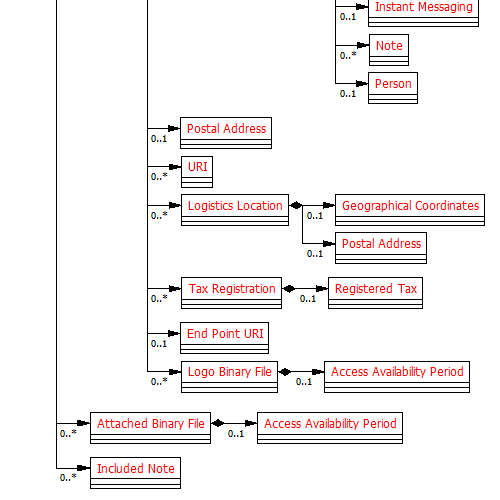 Instant Messaging
0..1
Note
0..*
Person
0..1
Postal Address
0..1
URI
0..*
Logistics Location
Geographical Coordinates
0..*
0..1
Postal Address
0..1
Tax Registration
Registered Tax
0..*
0..1
End Point URI
0..1
Logo Binary File
Access Availability Period
0..*
0..1
Attached Binary File
Access Availability Period
0..*
0..1
Included Note
0..*